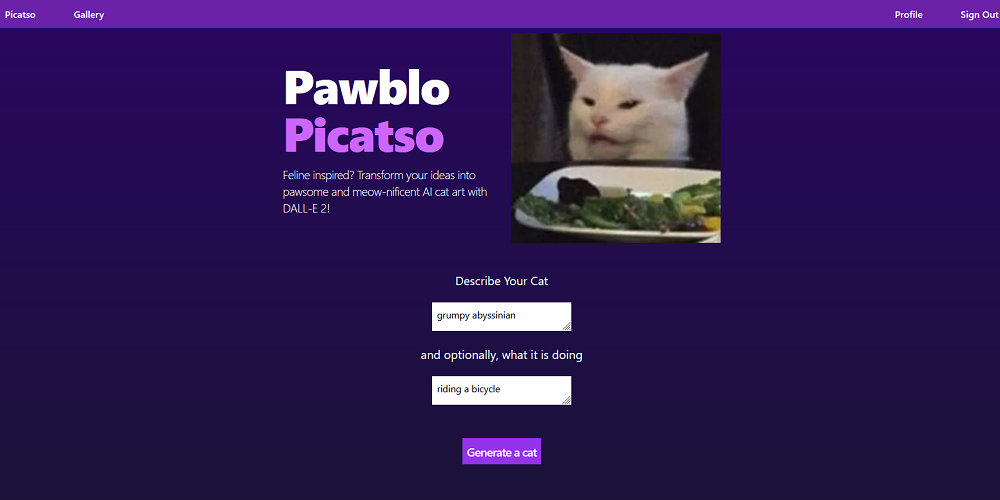 Picatso Gallery Profile Sign Out
Pawblo
Picatso
Feline inspired? Transform your ideas into
pawsome and meow-nificent AI cat art with
DALL-E 2!
Describe Your Cat
grumpy abyssinian
and optionally, what it is doing
riding a bicycle
Generate a cat